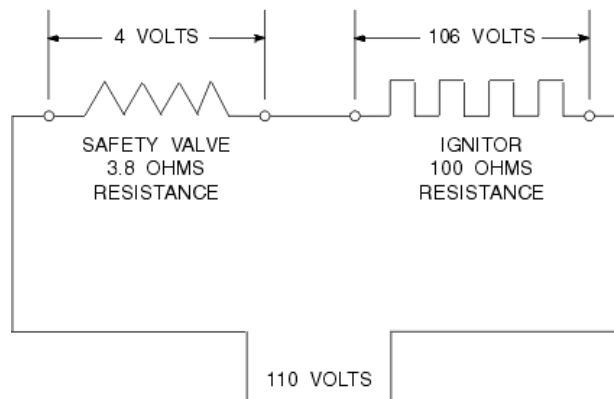 4 VOLTS
106 VOLTS
SAFETY VALVE
3.8 OHMS
RESISTANCE
IGNITOR
100 OHMS
RESISTANCE
110 VOLTS